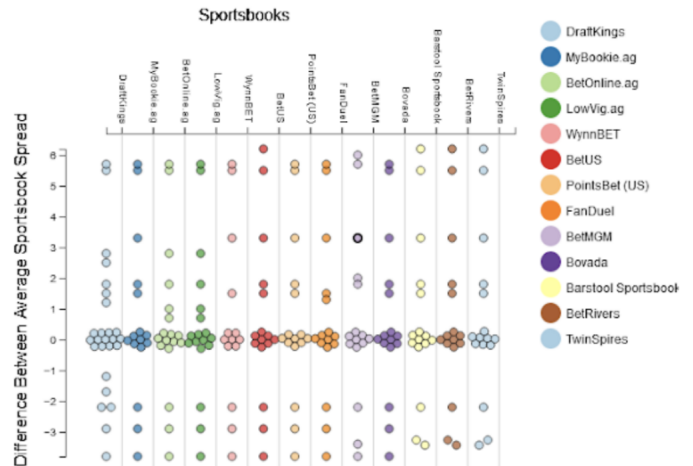 Sportsbooks
DraftKings
MyBookie.ag
BetOnline.ag
LowVig.ag
WynnBET
BetUS
PointsBet (US)
FanDuel
BetMGM
Bovada
Barstool Sportsbook
BetRivers
TwinSpires
Difference Between Average Sportsbook Spread
6
5
4
3
2
1
0
−1
−2
−3
DraftKings
MyBookie.ag
BetOnline.ag
LowVig.ag
WynnBET
BetUS
PointsBet (US)
FanDuel
BetMGM
Bovada
Barstool Sportsbook
BetRivers
TwinSpires